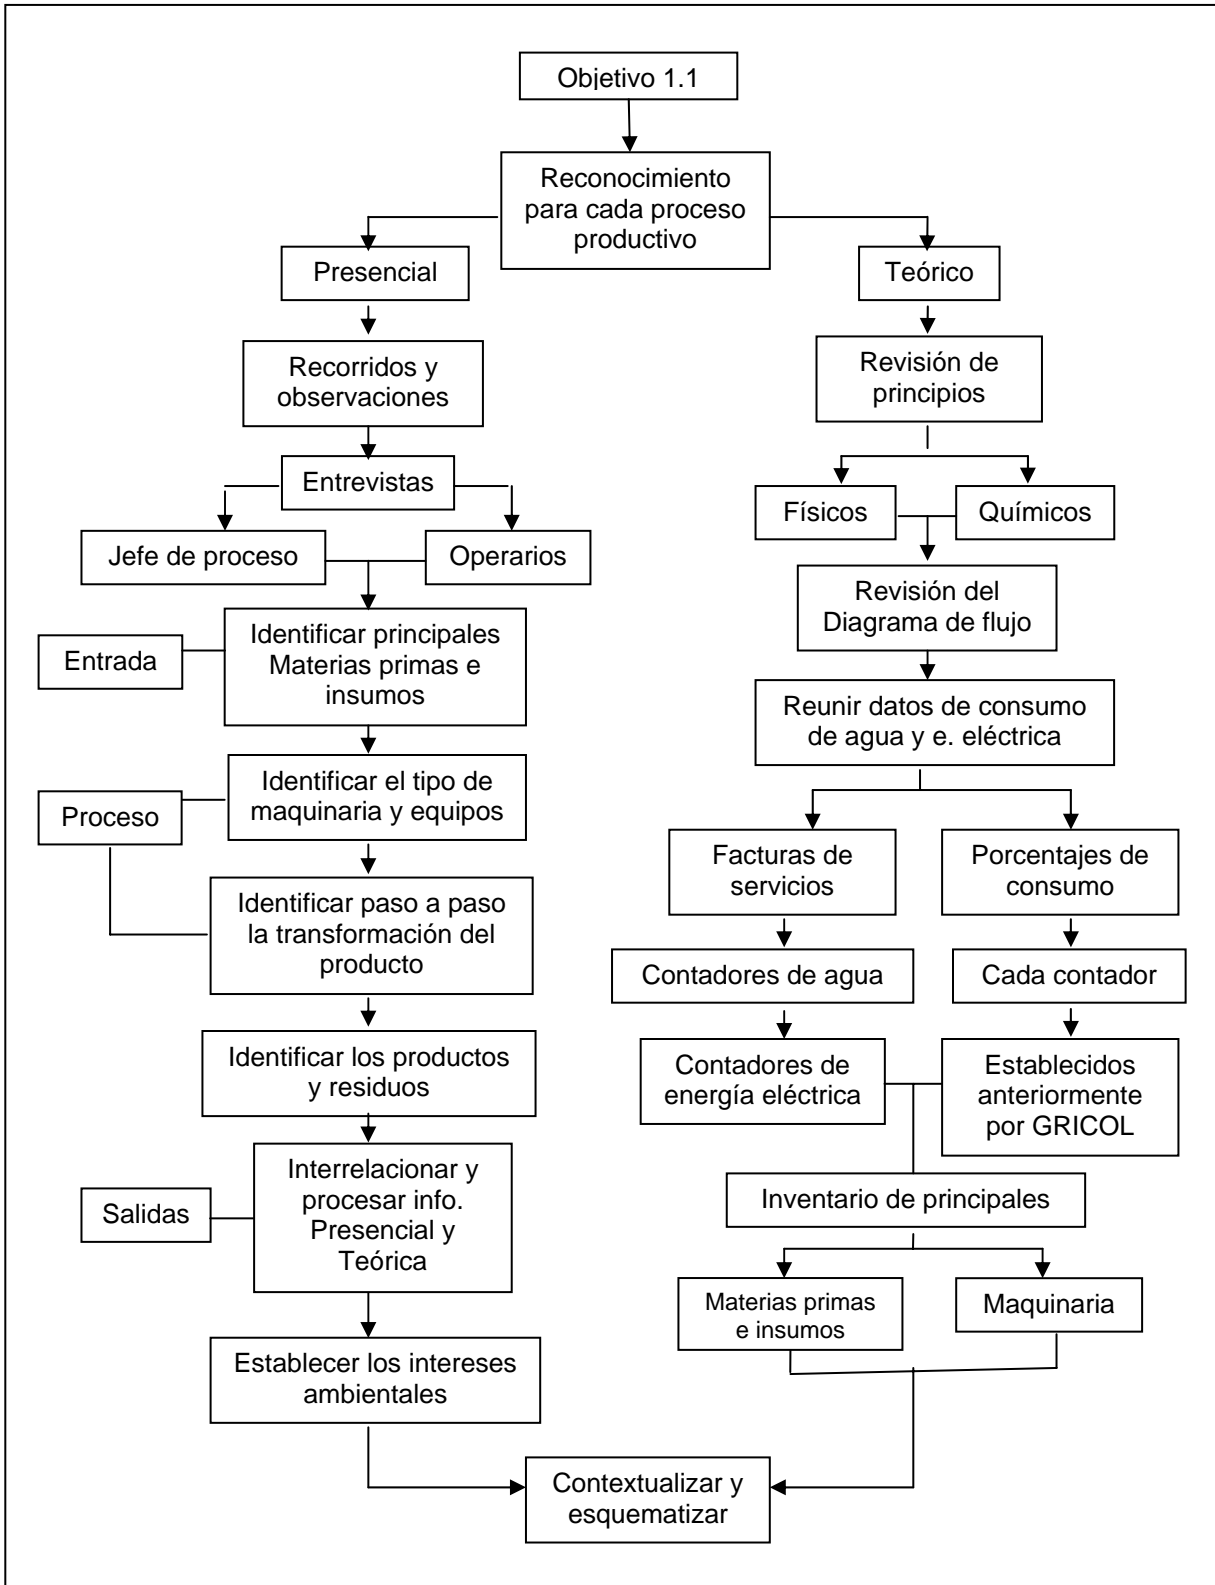 Objetivo 1.1
Reconocimiento
para cada proceso
productivo
Presencial
Teórico
Recorridos y
observaciones
Revisión de
principios
Entrevistas
Físicos
Químicos
Jefe de proceso
Operarios
Revisión del
Diagrama de flujo
Entrada
Identificar principales
Materias primas e
insumos
Reunir datos de consumo
de agua y e. eléctrica
Proceso
Identificar el tipo de
maquinaria y equipos
Facturas de
servicios
Porcentajes de
consumo
Identificar paso a paso
la transformación del
producto
Contadores de agua
Cada contador
Identificar los productos
y residuos
Contadores de
energía eléctrica
Establecidos
anteriormente
por GRICOL
Salidas
Interrelacionar y
procesar info.
Presencial y
Teórica
Inventario de principales
Materias primas
e insumos
Maquinaria
Establecer los intereses
ambientales
Contextualizar y
esquematizar